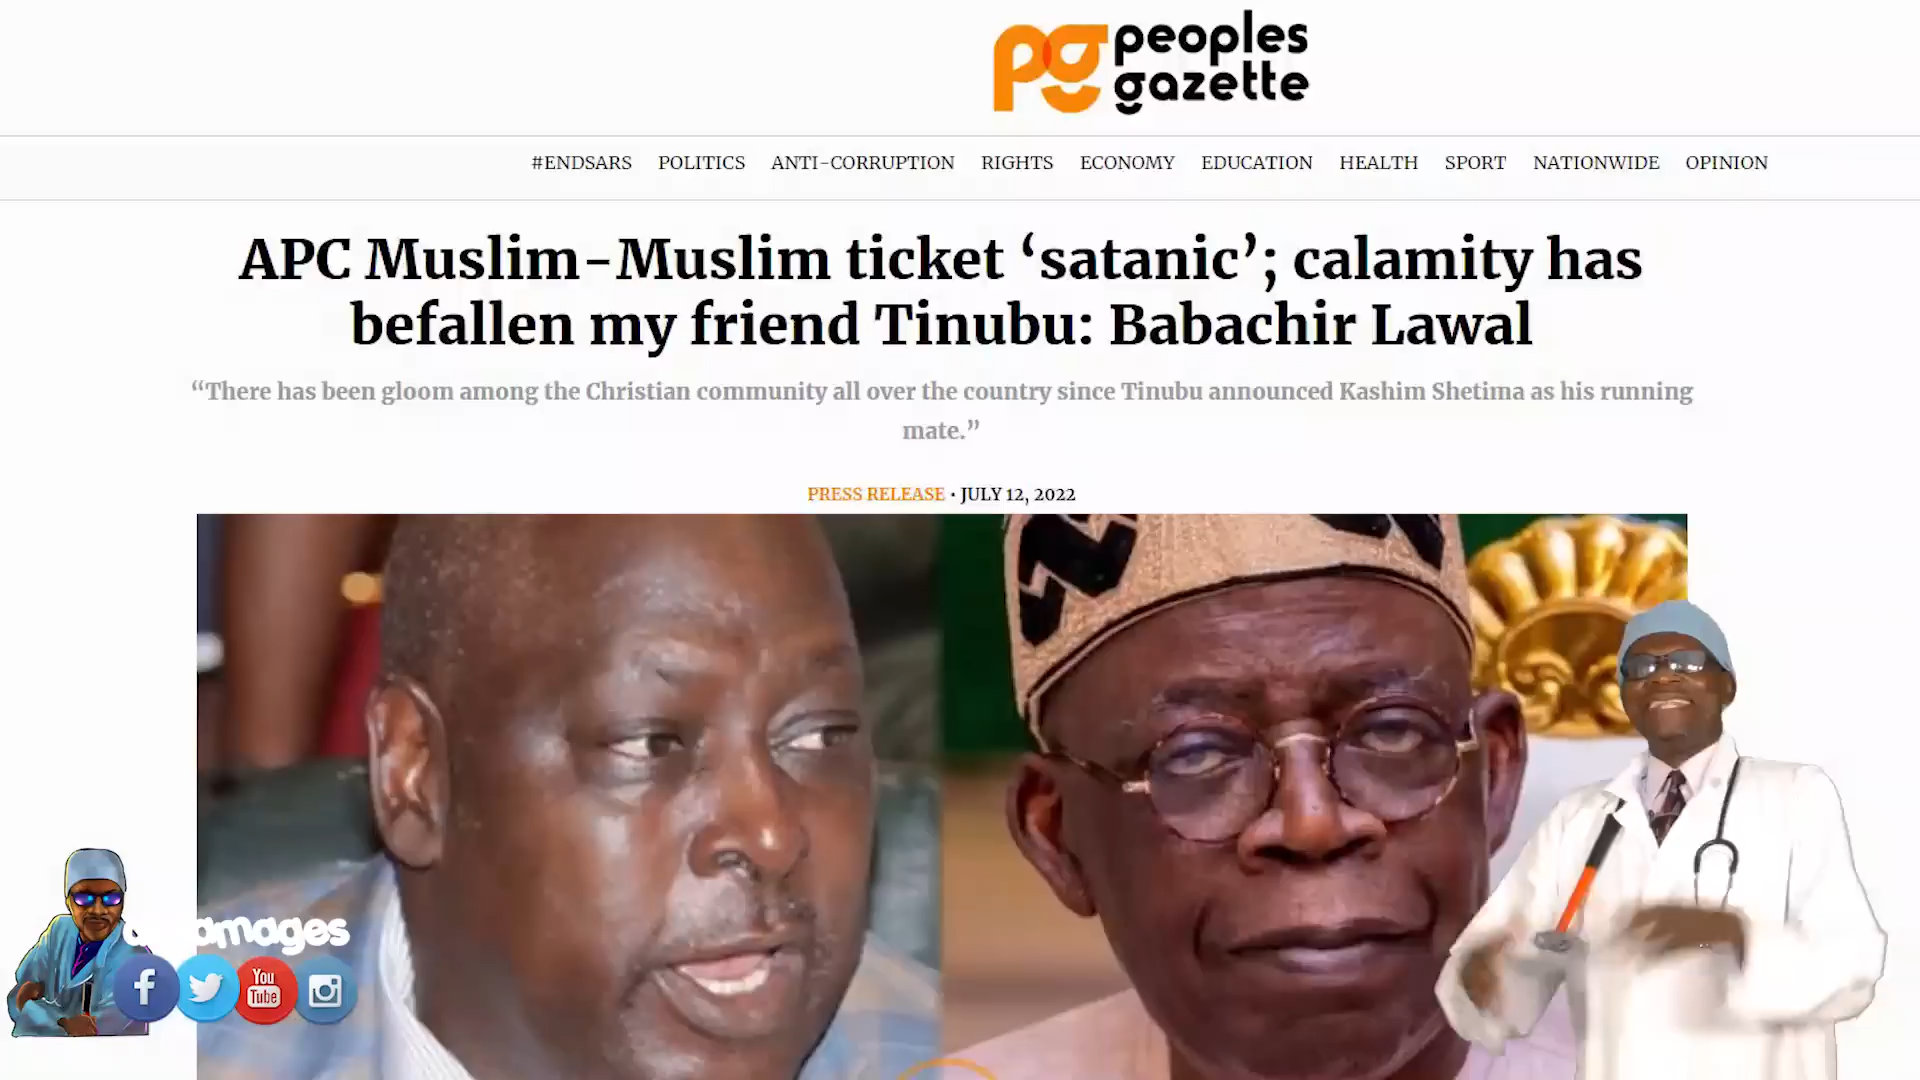 peoples
gazette
#ENDSARS POLITICS ANTI-CORRUPTION RIGHTS ECONOMY EDUCATION HEALTH SPORT NATIONWIDE OPINION
APC Muslim-Muslim ticket ‘satanic’; calamity has
befallen my friend Tinubu: Babachir Lawal
“There has been gloom among the Christian community all over the country since Tinubu announced Kashim Shetima as his running
mate.”
PRESS RELEASE • JULY 12, 2022
You
Tube